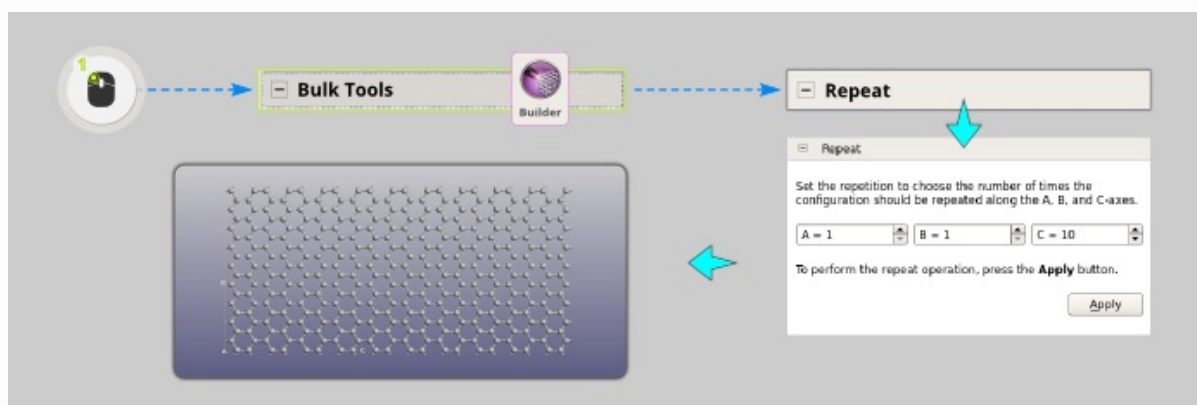 1
Bulk Tools
Builder
Repeat
Repeat
Set the repetition to choose the number of times the
configuration should be repeated along the A, B, and C-axes.
A = 1
B = 1
C = 10
To perform the repeat operation, press the Apply button.
Apply
C